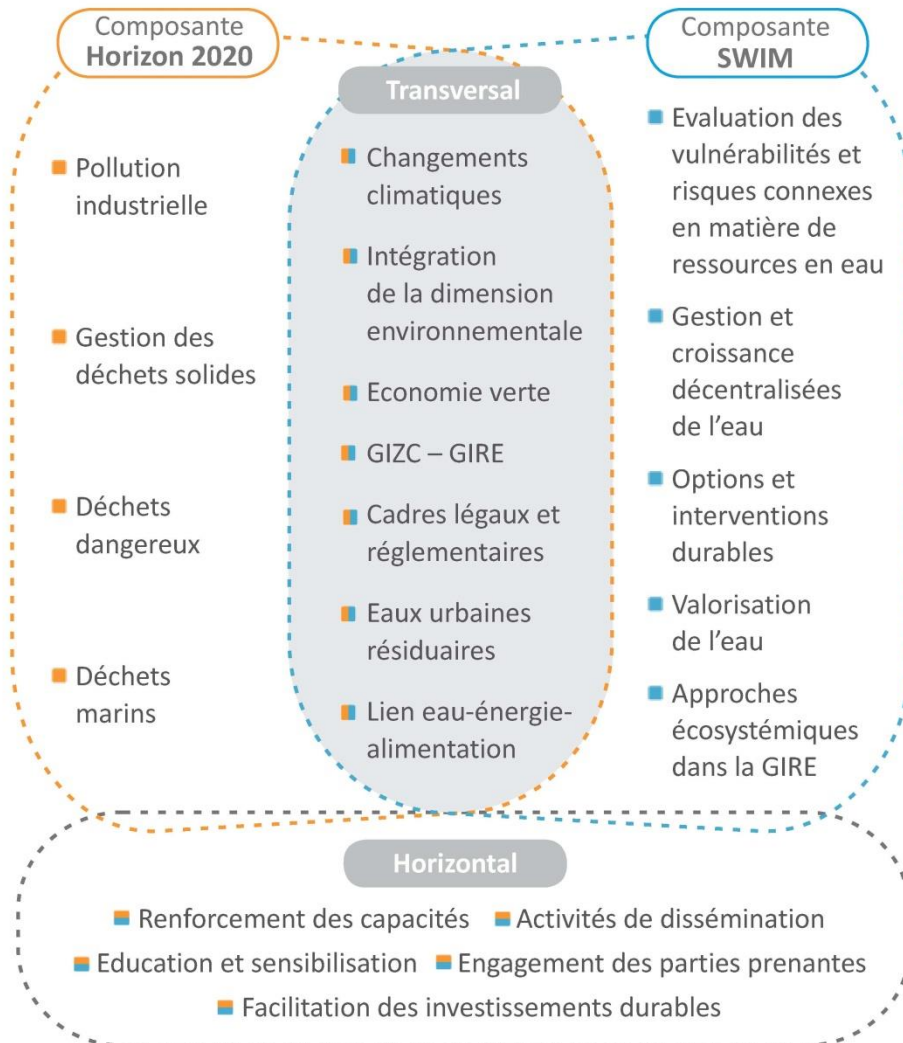 Composante
Horizon 2020
Pollution
industrielle
Gestion des
déchets solides
Déchets
dangereux
Déchets
marins
Transversal
Changements
climatiques
Intégration
de la dimension
environnementale
Economie verte
GIZC – GIRE
Cadres légaux et
réglementaires
Eaux urbaines
résiduaires
Lien eau-énergie-
alimentation
Composante
SWIM
Evaluation des
vulnérabilités et
risques connexes
en matière de
ressources en eau
Gestion et
croissance
décentralisées
de l’eau
Options et
interventions
durables
Valorisation
de l’eau
Approches
écosystémiques
dans la GIRE
Horizontal
Renforcement des capacités Activités de dissémination
Education et sensibilisation Engagement des parties prenantes
Facilitation des investissements durables